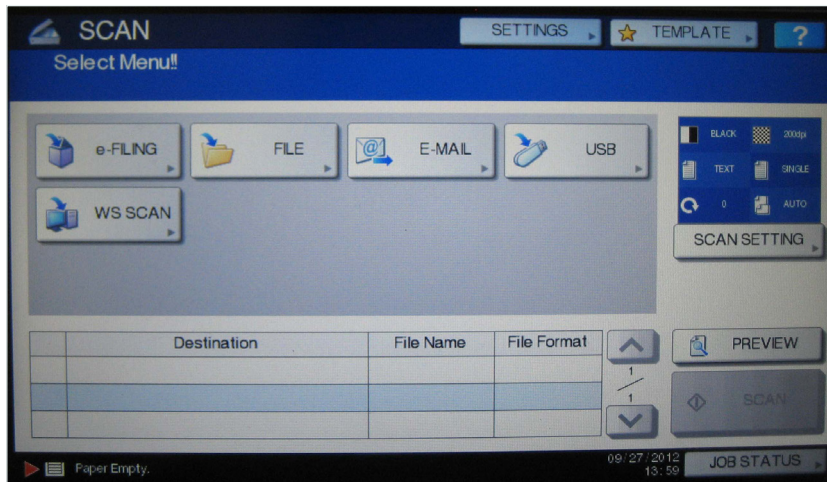 SCAN
SETTINGS
TEMPLATE
?
Select Menu!!
e-FILING
FILE
E-MAIL
USB
BLACK
200dpi
TEXT
SINGLE
0
AUTO
WS SCAN
SCAN SETTING
Destination
File Name
File Format
1
1
PREVIEW
SCAN
Paper Empty.
09/27/2012
13:59
JOB STATUS